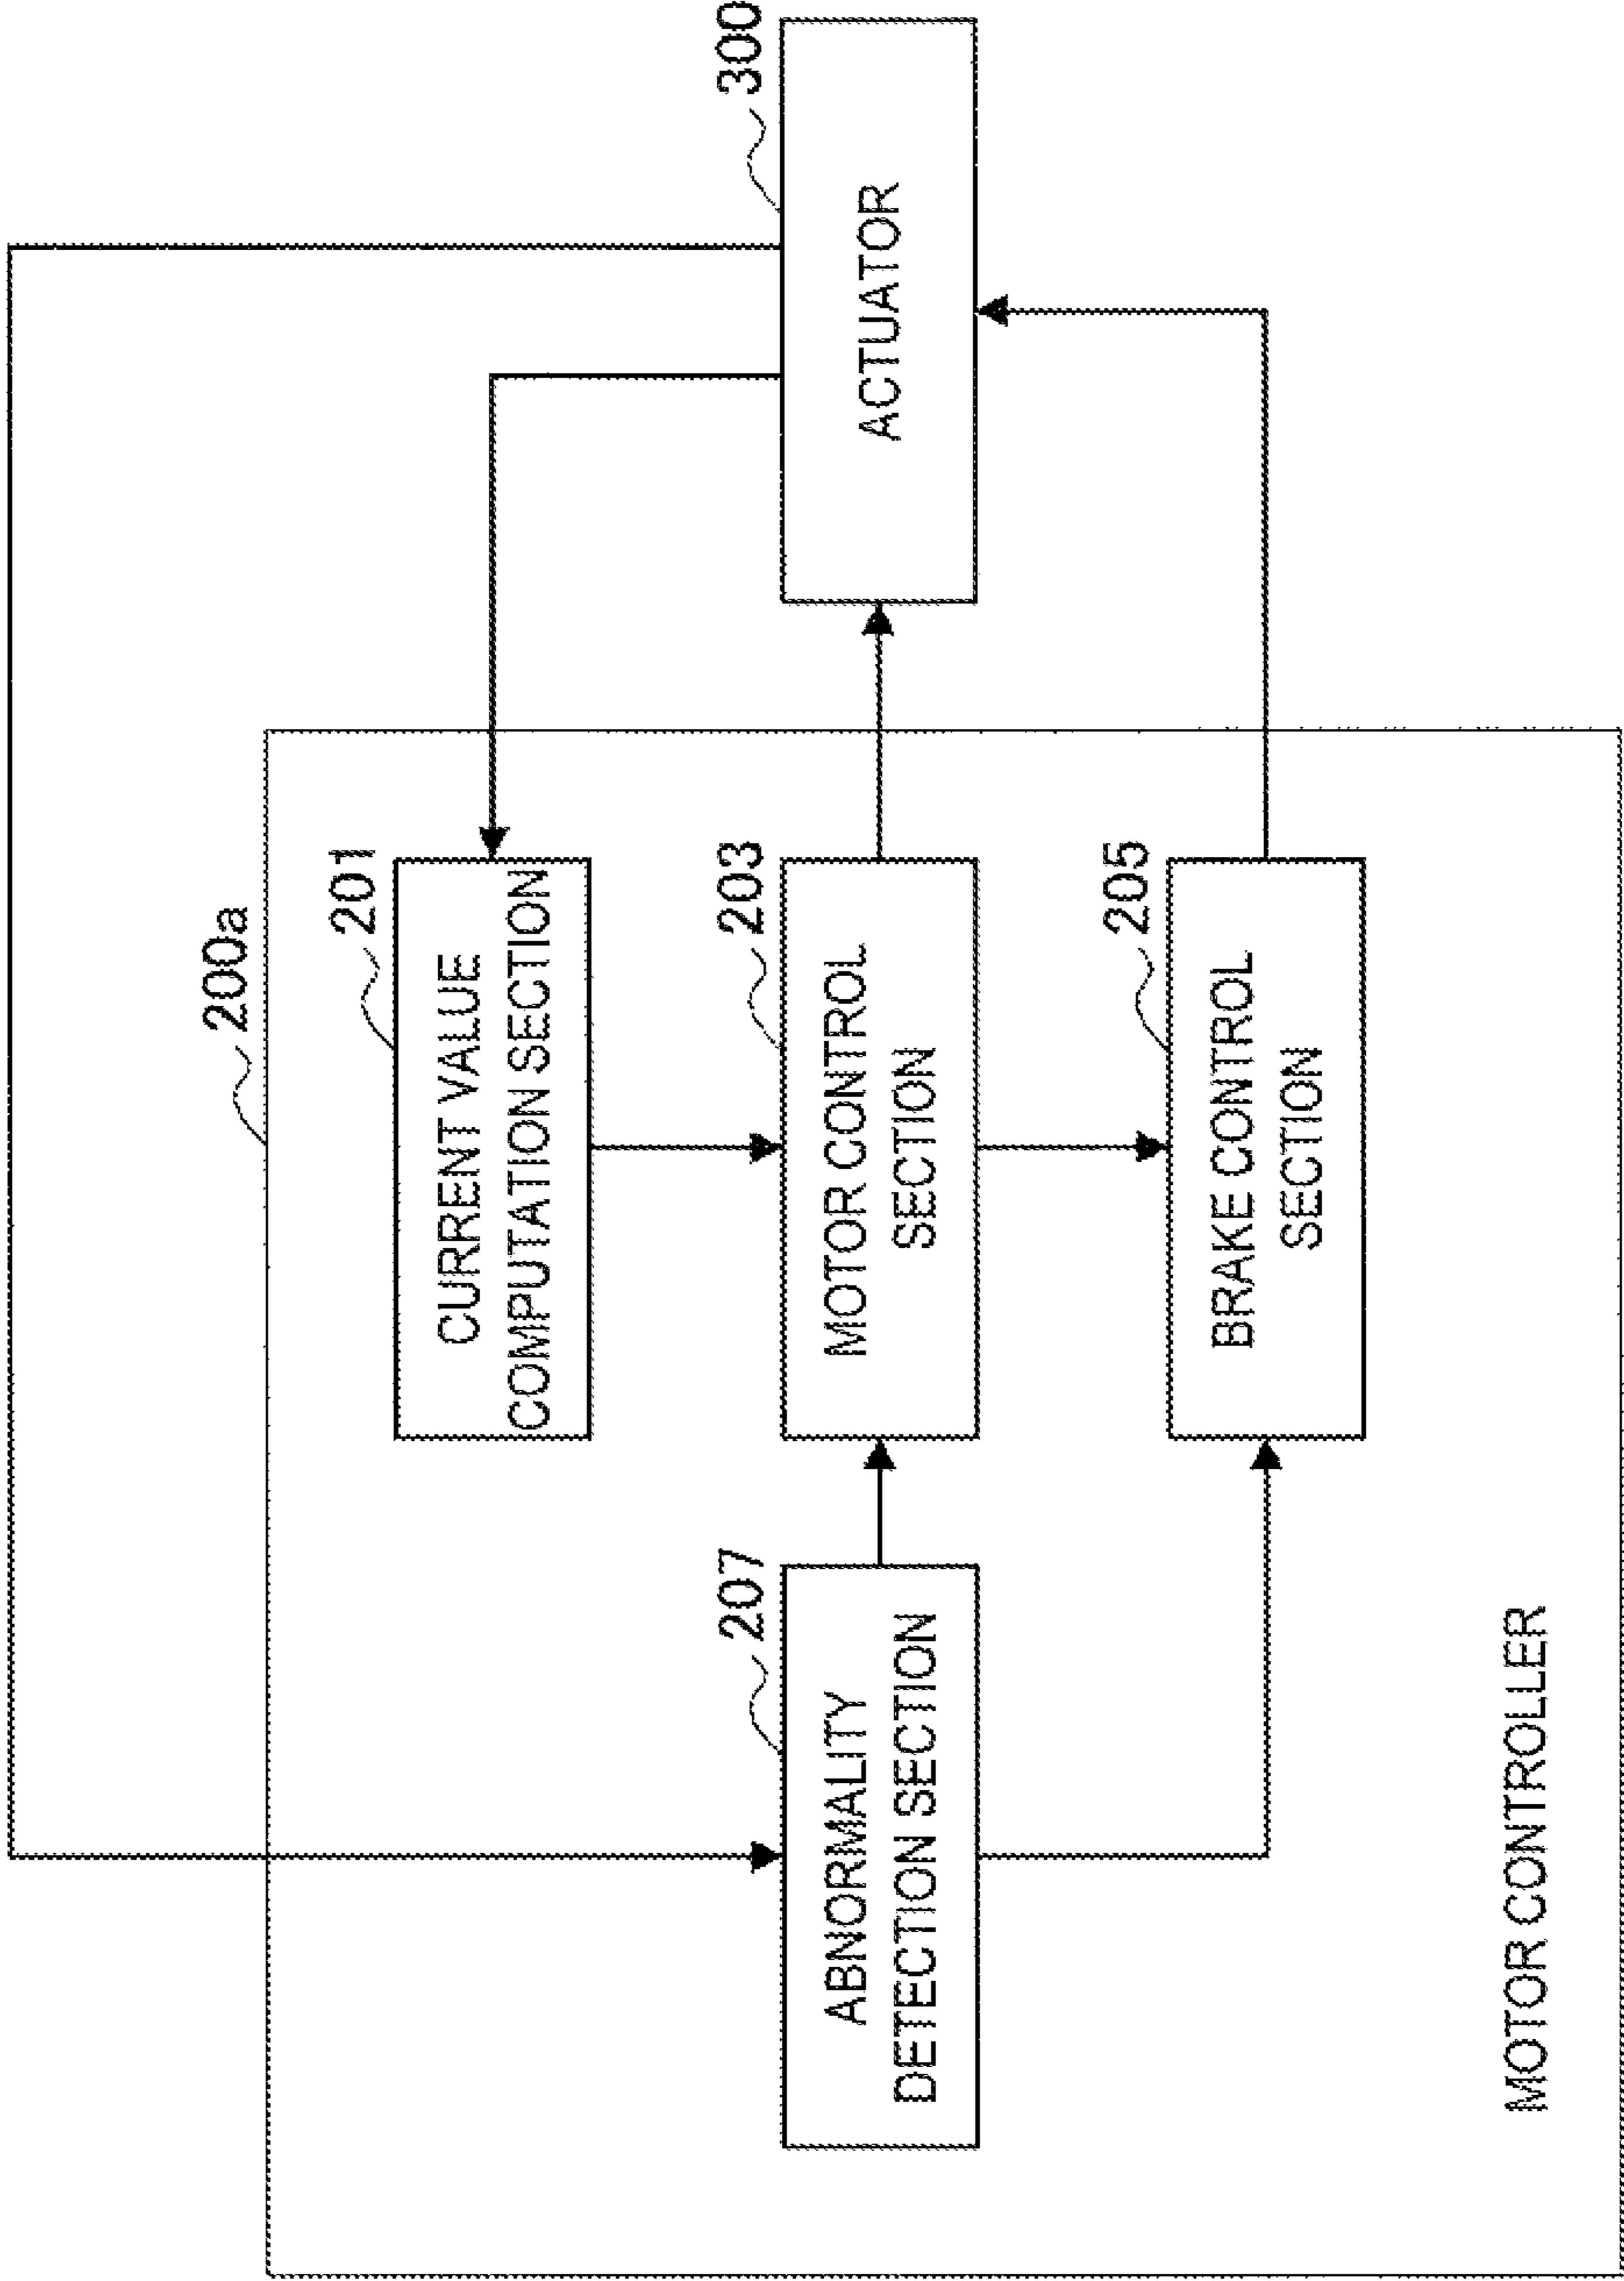 200a
201
CURRENT VALUE
COMPUTATION SECTION
207
ABNORMALITY
DETECTION SECTION
203
MOTOR CONTROL
SECTION
300
ACTUATOR
205
BRAKE CONTROL
SECTION
MOTOR CONTROLLER